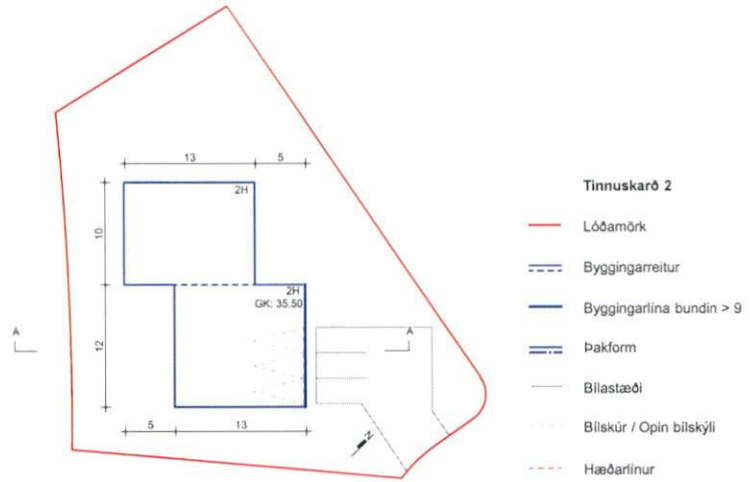 13
5
2H
10
2H
GK: 35.50
12
A
A
5
13
N
Tinnuskarð 2
Lóðamörk
Byggingarreitur
Byggingarlína bundin > 9
Þakform
Bílastæði
Bílskúr / Opin bílskýli
Hæðarlínur